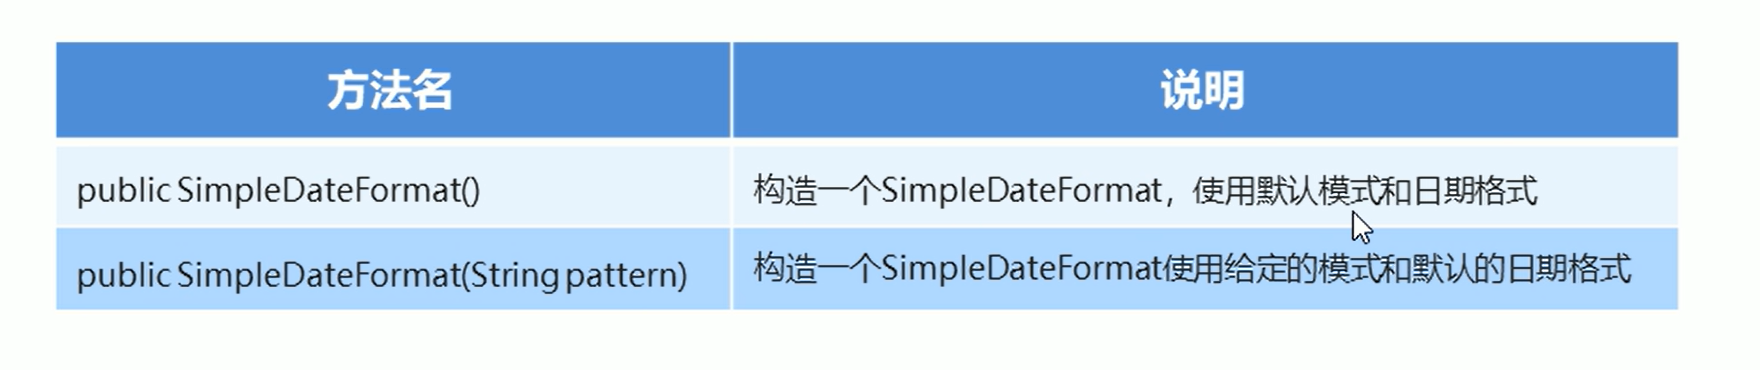 方法名
说明
public SimpleDateFormat()
构造一个SimpleDateFormat，使用默认模式和日期格式
public SimpleDateFormat(String pattern)
构造一个SimpleDateFormat使用给定的模式和默认的日期格式